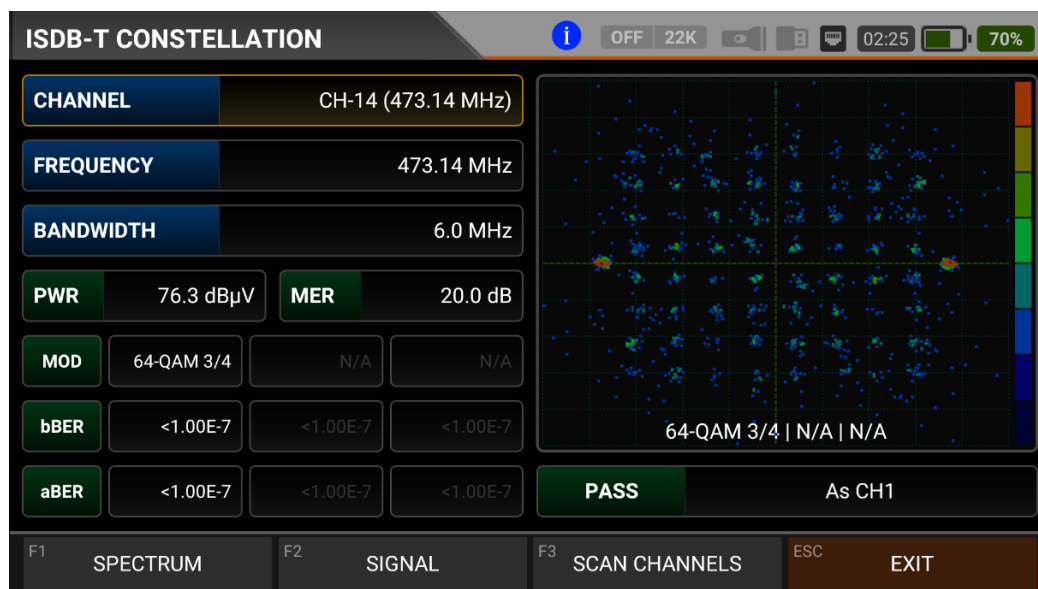 ISDB-T CONSTELLATION
i OFF 22K 02:25 70%
CHANNEL CH-14 (473.14 MHz)
FREQUENCY 473.14 MHz
BANDWIDTH 6.0 MHz
PWR 76.3 dBµV MER 20.0 dB
MOD 64-QAM 3/4 N/A N/A
bBER <1.00E-7 <1.00E-7 <1.00E-7
aBER <1.00E-7 <1.00E-7 <1.00E-7
64-QAM 3/4 | N/A | N/A
PASS As CH1
F1 SPECTRUM F2 SIGNAL F3 SCAN CHANNELS ESC EXIT